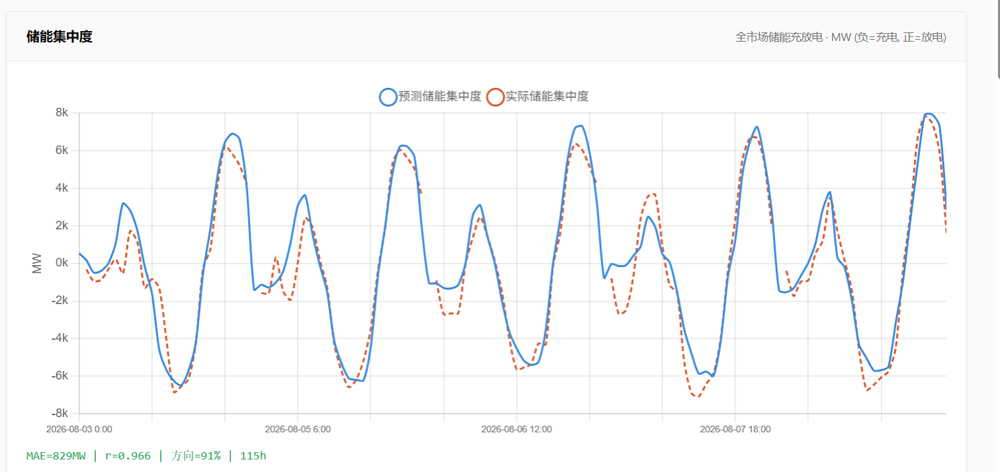 储能集中度
全市场储能充放电 · MW (负=充电, 正=放电)
预测储能集中度 实际储能集中度
8k
6k
4k
2k
0k
-2k
-4k
-6k
-8k
MW
2026-08-03 0:00 2026-08-05 6:00 2026-08-06 12:00 2026-08-07 18:00
MAE=829MW | r=0.966 | 方向=91% | 115h